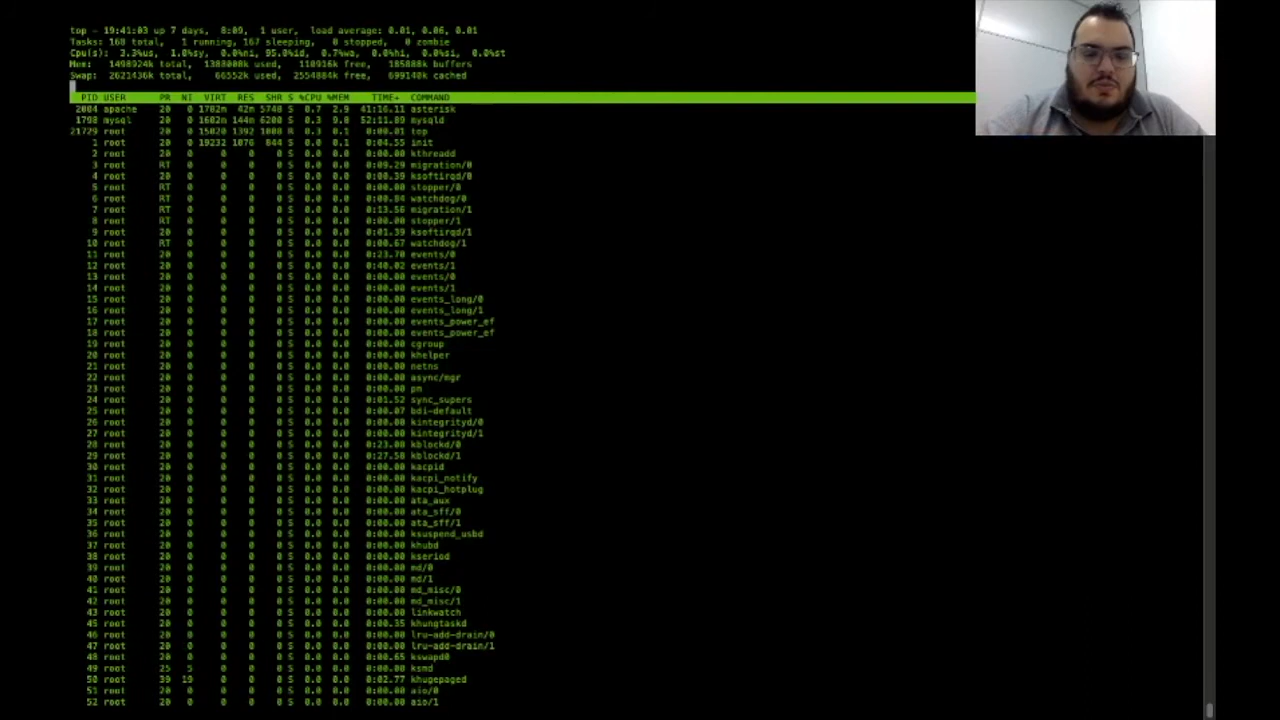 top - 19:41:03 up 7 days, 8:09, 1 user, load average: 0.01, 0.06, 0.01
Tasks: 168 total, 1 running, 167 sleeping, 0 stopped, 0 zombie
Cpu(s): 3.3%us, 1.0%sy, 0.0%ni, 95.0%id, 0.7%wa, 0.0%hi, 0.0%si, 0.0%st
Mem: 1498924k total, 1388008k used, 110916k free, 185888k buffers
Swap: 2621436k total, 66552k used, 2554884k free, 699140k cached
PID USER PR NI VIRT RES SHR S %CPU %MEM TIME+ COMMAND
2084 apache 20 0 1782m 42m 5748 S 0.7 2.9 41:16.11 asterisk
1798 mysql 20 0 1602m 144m 6200 S 0.3 9.8 52:11.89 mysqld
21729 root 20 0 15020 1392 1008 R 0.3 0.1 0:00.01 top
1 root 20 0 19232 1076 844 S 0.0 0.1 0:04.55 init
2 root 20 0 0 0 0 S 0.0 0.0 0:00.00 kthreadd
3 root RT 0 0 0 0 S 0.0 0.0 0:09.29 migration/0
4 root 20 0 0 0 0 S 0.0 0.0 0:00.39 ksoftirqd/0
5 root RT 0 0 0 0 S 0.0 0.0 0:00.00 stopper/0
6 root RT 0 0 0 0 S 0.0 0.0 0:00.84 watchdog/0
7 root RT 0 0 0 0 S 0.0 0.0 0:13.56 migration/1
8 root RT 0 0 0 0 S 0.0 0.0 0:00.00 stopper/1
9 root 20 0 0 0 0 S 0.0 0.0 0:01.39 ksoftirqd/1
10 root RT 0 0 0 0 S 0.0 0.0 0:00.67 watchdog/1
11 root 20 0 0 0 0 S 0.0 0.0 0:23.70 events/0
12 root 20 0 0 0 0 S 0.0 0.0 0:40.02 events/1
13 root 20 0 0 0 0 S 0.0 0.0 0:00.00 events/0
14 root 20 0 0 0 0 S 0.0 0.0 0:00.00 events/1
15 root 20 0 0 0 0 S 0.0 0.0 0:00.00 events_long/0
16 root 20 0 0 0 0 S 0.0 0.0 0:00.00 events_long/1
17 root 20 0 0 0 0 S 0.0 0.0 0:00.00 events_power_ef
18 root 20 0 0 0 0 S 0.0 0.0 0:00.00 events_power_ef
19 root 20 0 0 0 0 S 0.0 0.0 0:00.00 cgroup
20 root 20 0 0 0 0 S 0.0 0.0 0:00.00 khelper
21 root 20 0 0 0 0 S 0.0 0.0 0:00.00 netns
22 root 20 0 0 0 0 S 0.0 0.0 0:00.00 async/mgr
23 root 20 0 0 0 0 S 0.0 0.0 0:00.00 pm
24 root 20 0 0 0 0 S 0.0 0.0 0:01.52 sync_supers
25 root 20 0 0 0 0 S 0.0 0.0 0:00.07 bdi-default
26 root 20 0 0 0 0 S 0.0 0.0 0:00.00 kintegrityd/0
27 root 20 0 0 0 0 S 0.0 0.0 0:00.00 kintegrityd/1
28 root 20 0 0 0 0 S 0.0 0.0 0:23.00 kblockd/0
29 root 20 0 0 0 0 S 0.0 0.0 0:27.58 kblockd/1
30 root 20 0 0 0 0 S 0.0 0.0 0:00.00 kacpid
31 root 20 0 0 0 0 S 0.0 0.0 0:00.00 kacpi_notify
32 root 20 0 0 0 0 S 0.0 0.0 0:00.00 kacpi_hotplug
33 root 20 0 0 0 0 S 0.0 0.0 0:00.00 ata_aux
34 root 20 0 0 0 0 S 0.0 0.0 0:00.00 ata_sff/0
35 root 20 0 0 0 0 S 0.0 0.0 0:00.00 ata_sff/1
36 root 20 0 0 0 0 S 0.0 0.0 0:00.00 ksuspend_usbd
37 root 20 0 0 0 0 S 0.0 0.0 0:00.00 khubd
38 root 20 0 0 0 0 S 0.0 0.0 0:00.00 kseriod
39 root 20 0 0 0 0 S 0.0 0.0 0:00.00 md/0
40 root 20 0 0 0 0 S 0.0 0.0 0:00.00 md/1
41 root 20 0 0 0 0 S 0.0 0.0 0:00.00 md_misc/0
42 root 20 0 0 0 0 S 0.0 0.0 0:00.00 md_misc/1
43 root 20 0 0 0 0 S 0.0 0.0 0:00.00 linkwatch
45 root 20 0 0 0 0 S 0.0 0.0 0:00.35 khungtaskd
46 root 20 0 0 0 0 S 0.0 0.0 0:00.00 lru-add-drain/0
47 root 20 0 0 0 0 S 0.0 0.0 0:00.00 lru-add-drain/1
48 root 20 0 0 0 0 S 0.0 0.0 0:00.65 kswapd0
49 root 25 5 0 0 0 S 0.0 0.0 0:00.00 ksmd
50 root 39 19 0 0 0 S 0.0 0.0 0:02.77 khugepaged
51 root 20 0 0 0 0 S 0.0 0.0 0:00.00 aio/0
52 root 20 0 0 0 0 S 0.0 0.0 0:00.00 aio/1